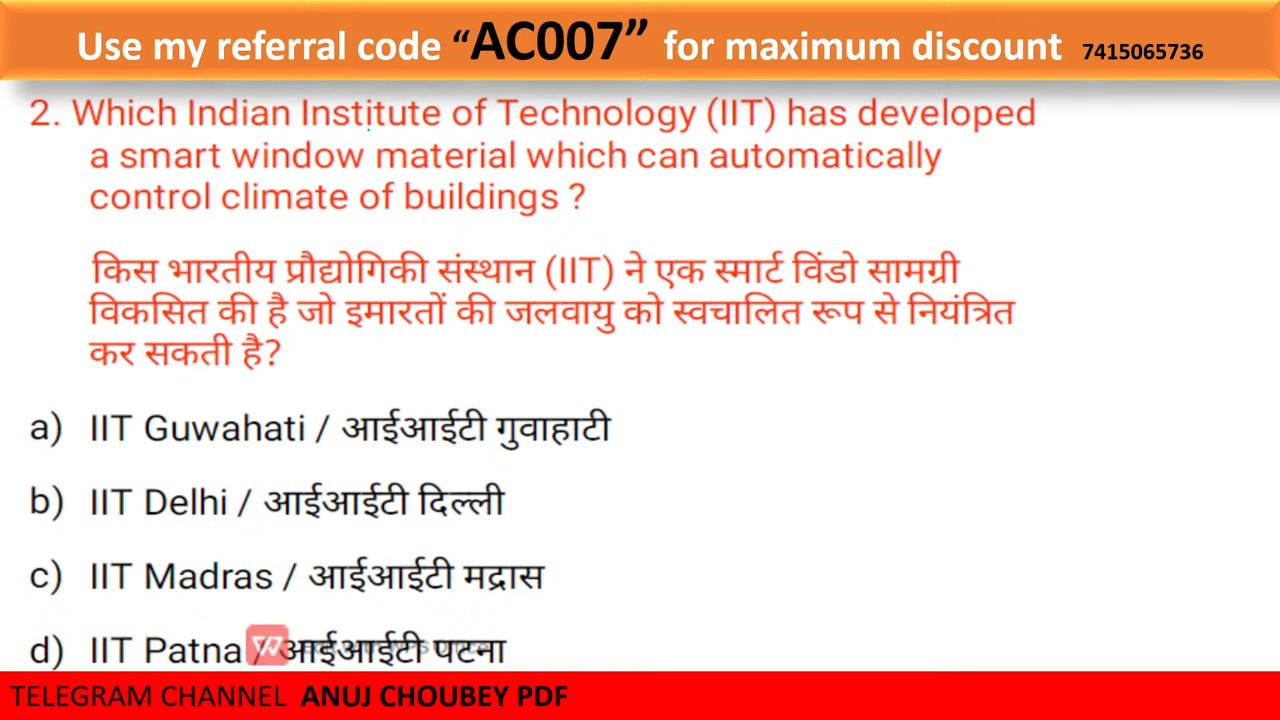 Use my referral code “AC007” for maximum discount 7415065736
2. Which Indian Institute of Technology (IIT) has developed
a smart window material which can automatically
control climate of buildings ?
किस भारतीय प्रौद्योगिकी संस्थान (IIT) ने एक स्मार्ट विंडो सामग्री
विकसित की है जो इमारतों की जलवायु को स्वचालित रूप से नियंत्रित
कर सकती है?
a) IIT Guwahati / आईआईटी गुवाहाटी
b) IIT Delhi / आईआईटी दिल्ली
c) IIT Madras / आईआईटी मद्रास
d) IIT Patna / आईआईटी पटना
TELEGRAM CHANNEL ANUJ CHOUBEY PDF